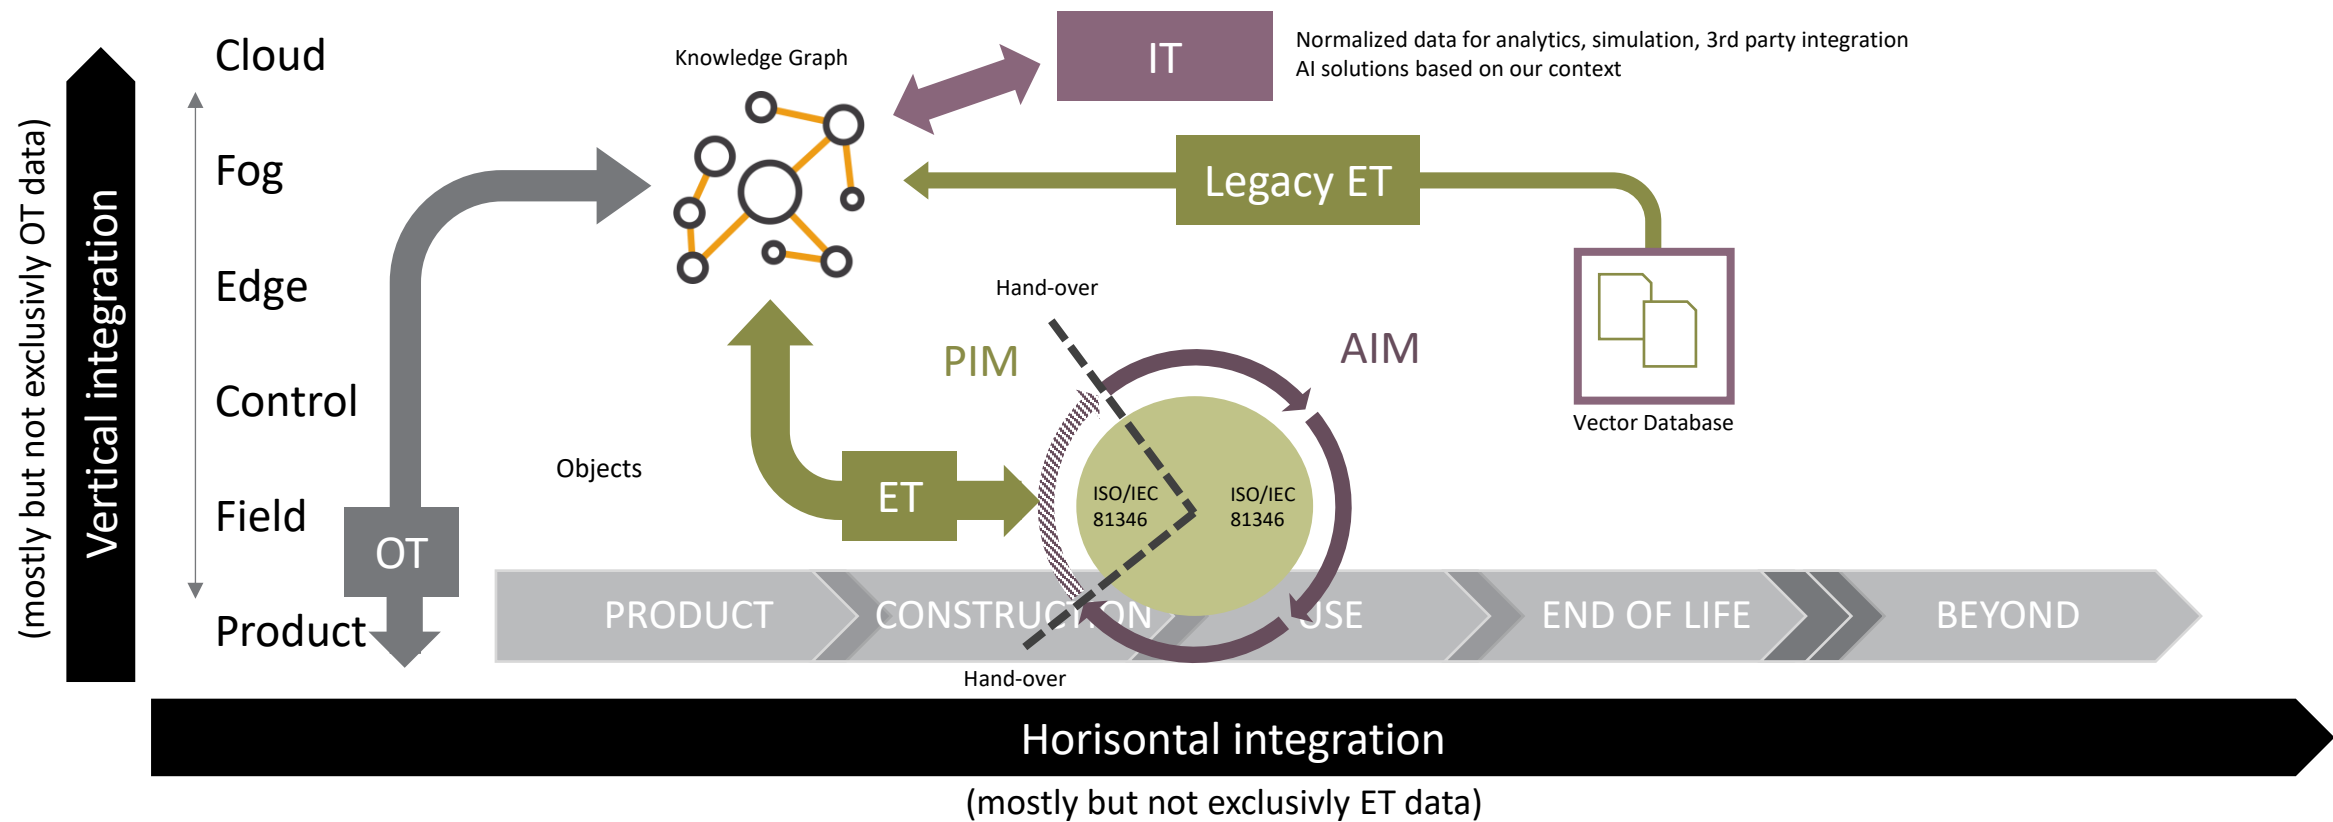 Cloud
Fog
Edge
Control
Field
Product
Vertical integration
(mostly but not exclusivly OT data)
OT
Knowledge Graph
IT
Normalized data for analytics, simulation, 3rd party integration
AI solutions based on our context
Legacy ET
Vector Database
Hand-over
PIM
AIM
Objects
ET
ISO/IEC
81346
ISO/IEC
81346
PRODUCT
CONSTRUCTION
USE
END OF LIFE
BEYOND
Hand-over
Horisontal integration
(mostly but not exclusivly ET data)